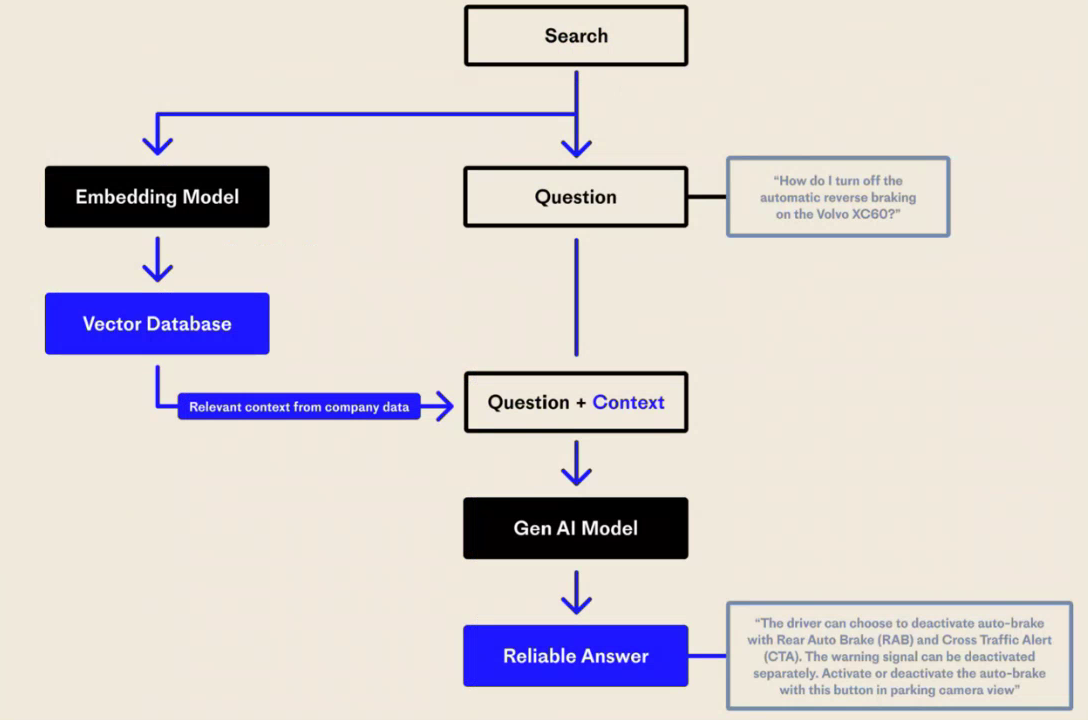 Search
Embedding Model
Question
“How do I turn off the
automatic reverse braking
on the Volvo XC60?”
Vector Database
Relevant context from company data
Question + Context
Gen AI Model
Reliable Answer
“The driver can choose to deactivate auto-brake
with Rear Auto Brake (RAB) and Cross Traffic Alert
(CTA). The warning signal can be deactivated
separately. Activate or deactivate the auto-brake
with this button in parking camera view”